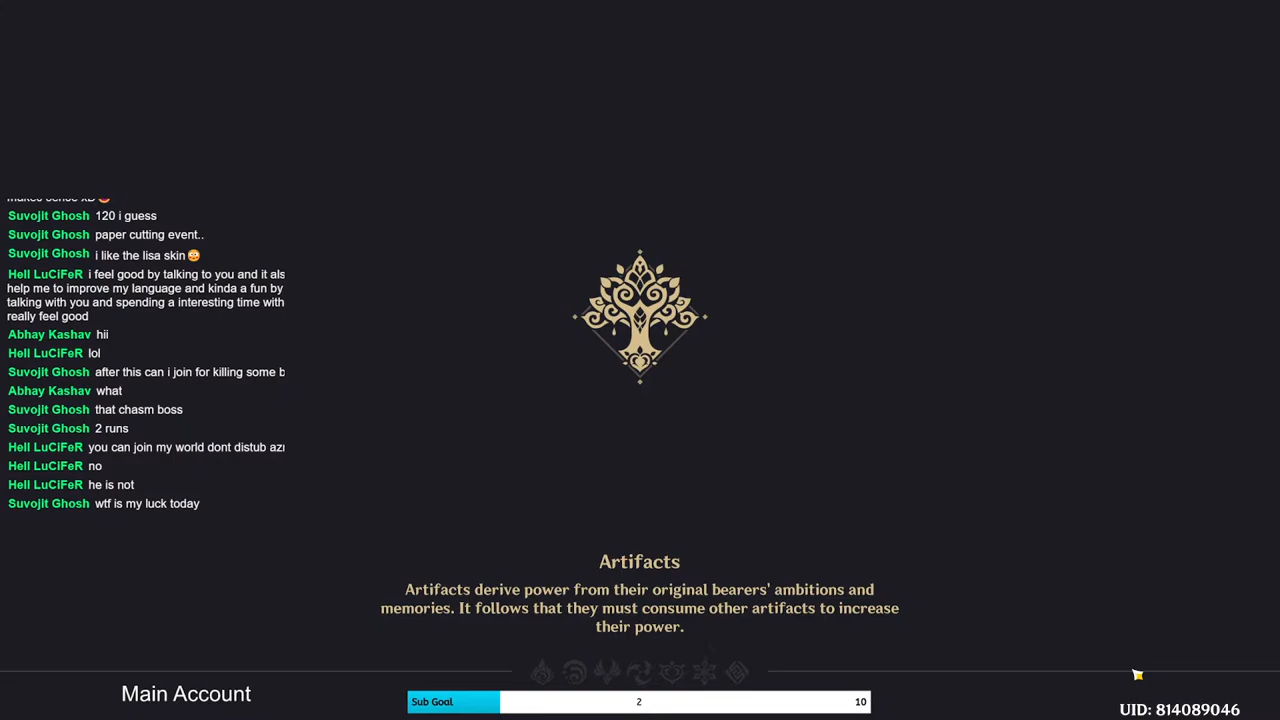 makes sense xD
Suvojit Ghosh 120 i guess
Suvojit Ghosh paper cutting event..
Suvojit Ghosh i like the lisa skin
Hell LuCiFeR i feel good by talking to you and it als
help me to improve my language and kinda a fun by
talking with you and spending a interesting time with
really feel good
Abhay Kashav hii
Hell LuCiFeR lol
Suvojit Ghosh after this can i join for killing some b
Abhay Kashav what
Suvojit Ghosh that chasm boss
Suvojit Ghosh 2 runs
Hell LuCiFeR you can join my world dont distub azr
Hell LuCiFeR no
Hell LuCiFeR he is not
Suvojit Ghosh wtf is my luck today
Artifacts
Artifacts derive power from their original bearers' ambitions and
memories. It follows that they must consume other artifacts to increase
their power.
Main Account
Sub Goal 2 10
UID: 814089046